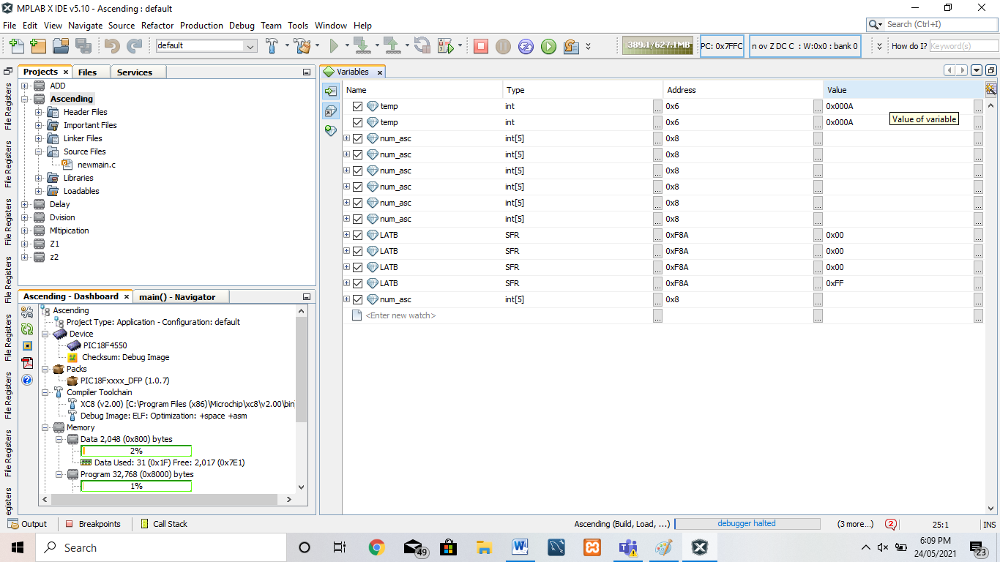 MPLAB X IDE v5.10 - Ascending : default
File Edit View Navigate Source Refactor Production Debug Team Tools Window Help
Search (Ctrl+I)
default
389.1/627.1MB
PC: 0x7FFC
n ov Z DC C : W:0x0 : bank 0
How do I?
Keyword(s)
Projects
Files
Services
ADD
Ascending
Header Files
Important Files
Linker Files
Source Files
newmain.c
Libraries
Loadables
Delay
Dvision
Mltipication
Z1
z2
File Registers
File Registers
File Registers
File Registers
File Registers
File Registers
File Registers
egisters
Ascending - Dashboard
main() - Navigator
Ascending
Project Type: Application - Configuration: default
Device
PIC18F4550
Checksum: Debug Image
Packs
PIC18Fxxxx_DFP (1.0.7)
Compiler Toolchain
XC8 (v2.00) [C:\Program Files (x86)\Microchip\xc8\v2.00\bin]
Debug Image: ELF: Optimization: +space +asm
Memory
Data 2,048 (0x800) bytes
2%
Data Used: 31 (0x1F) Free: 2,017 (0x7E1)
Program 32,768 (0x8000) bytes
1%
Variables
Name Type Address Value
temp int 0x6 0x000A
temp int 0x6 0x000A
Value of variable
num_asc int[5] 0x8
num_asc int[5] 0x8
num_asc int[5] 0x8
num_asc int[5] 0x8
num_asc int[5] 0x8
num_asc int[5] 0x8
LATB SFR 0xF8A 0x00
LATB SFR 0xF8A 0x00
LATB SFR 0xF8A 0x00
LATB SFR 0xF8A 0xFF
num_asc int[5] 0x8
<Enter new watch>
Output
Breakpoints
Call Stack
Ascending (Build, Load, ...)
debugger halted
(3 more...)
2
25:1
INS
Search
49
6:09 PM
24/05/2021
23